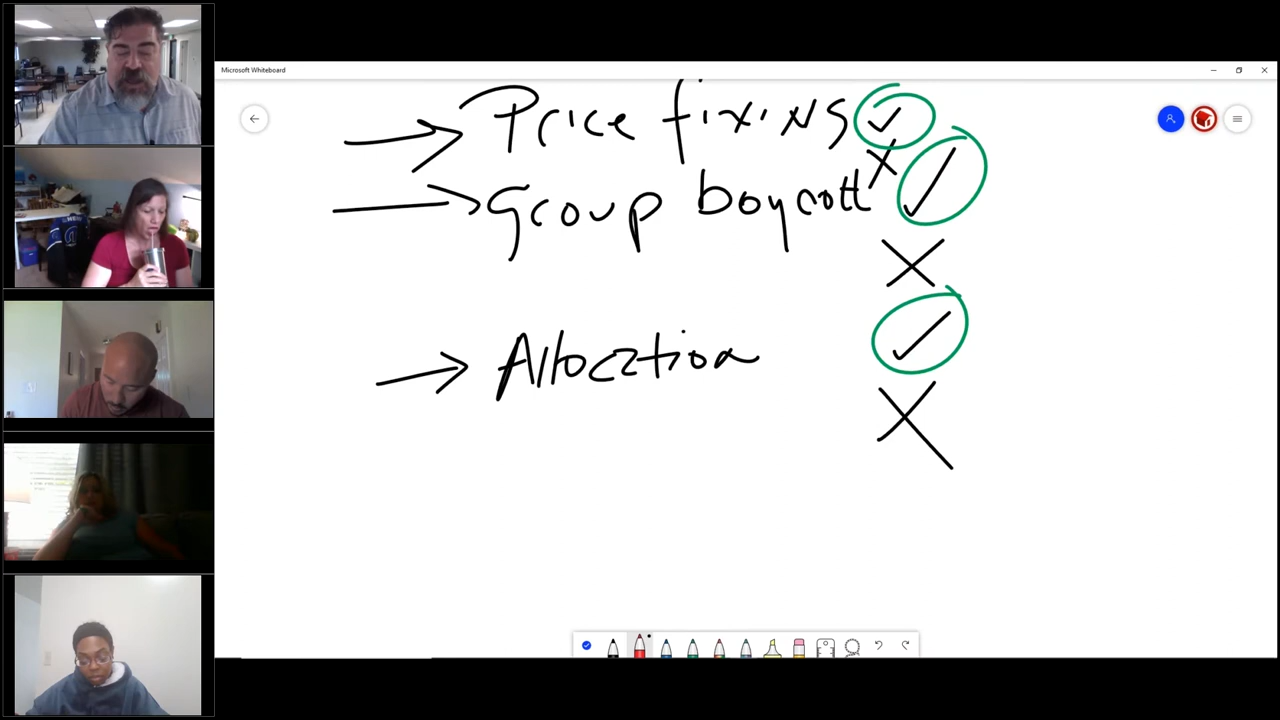 Microsoft Whiteboard
Price fixing
Group boycott
Allocation